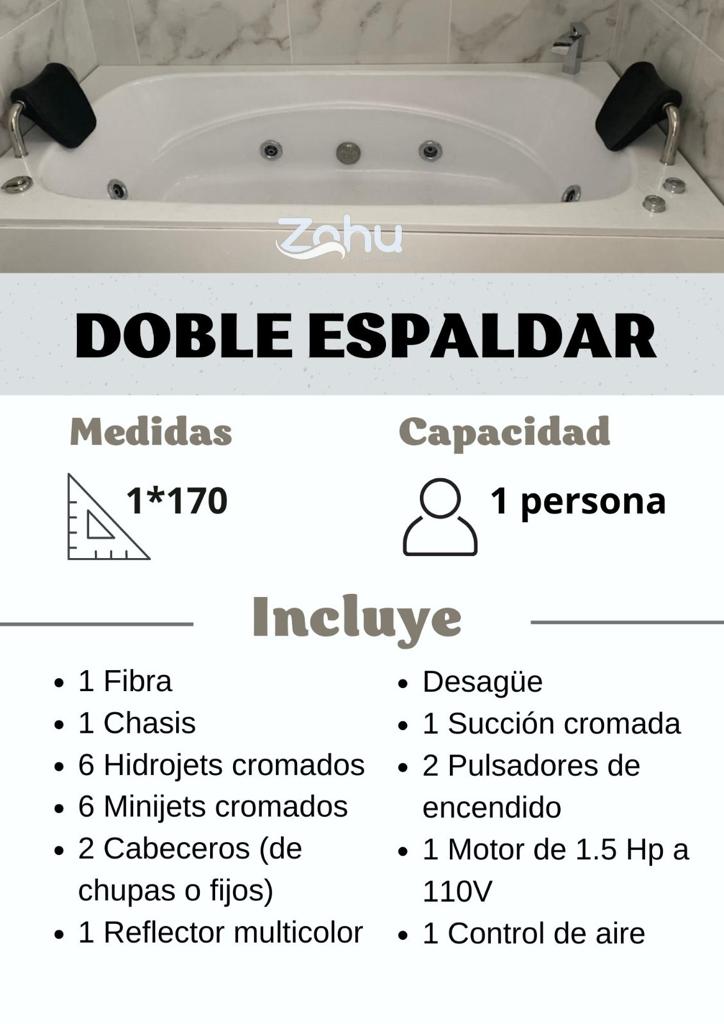 Zohu
DOBLE ESPALDAR
Medidas
1*170
Capacidad
1 persona
Incluye
1 Fibra
1 Chasis
6 Hidrojets cromados
6 Minijets cromados
2 Cabeceros (de
chupas o fijos)
1 Reflector multicolor
Desagüe
1 Succión cromada
2 Pulsadores de
encendido
1 Motor de 1.5 Hp a
110V
1 Control de aire